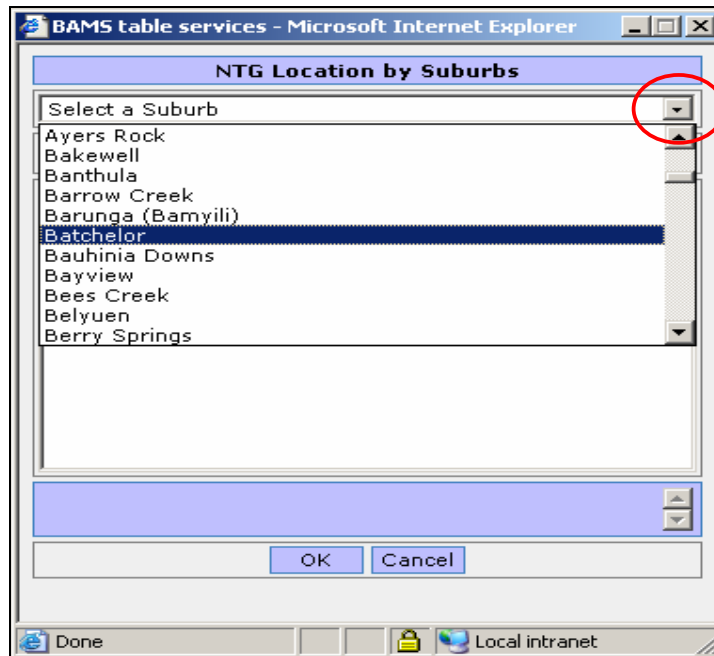 BAMS table services - Microsoft Internet Explorer
NTG Location by Suburbs
Select a Suburb
Ayers Rock
Bakewell
Banthula
Barrow Creek
Barunga (Bamyili)
Batchelor
Bauhinia Downs
Bayview
Bees Creek
Belyuen
Berry Springs
OK Cancel
Done Local intranet